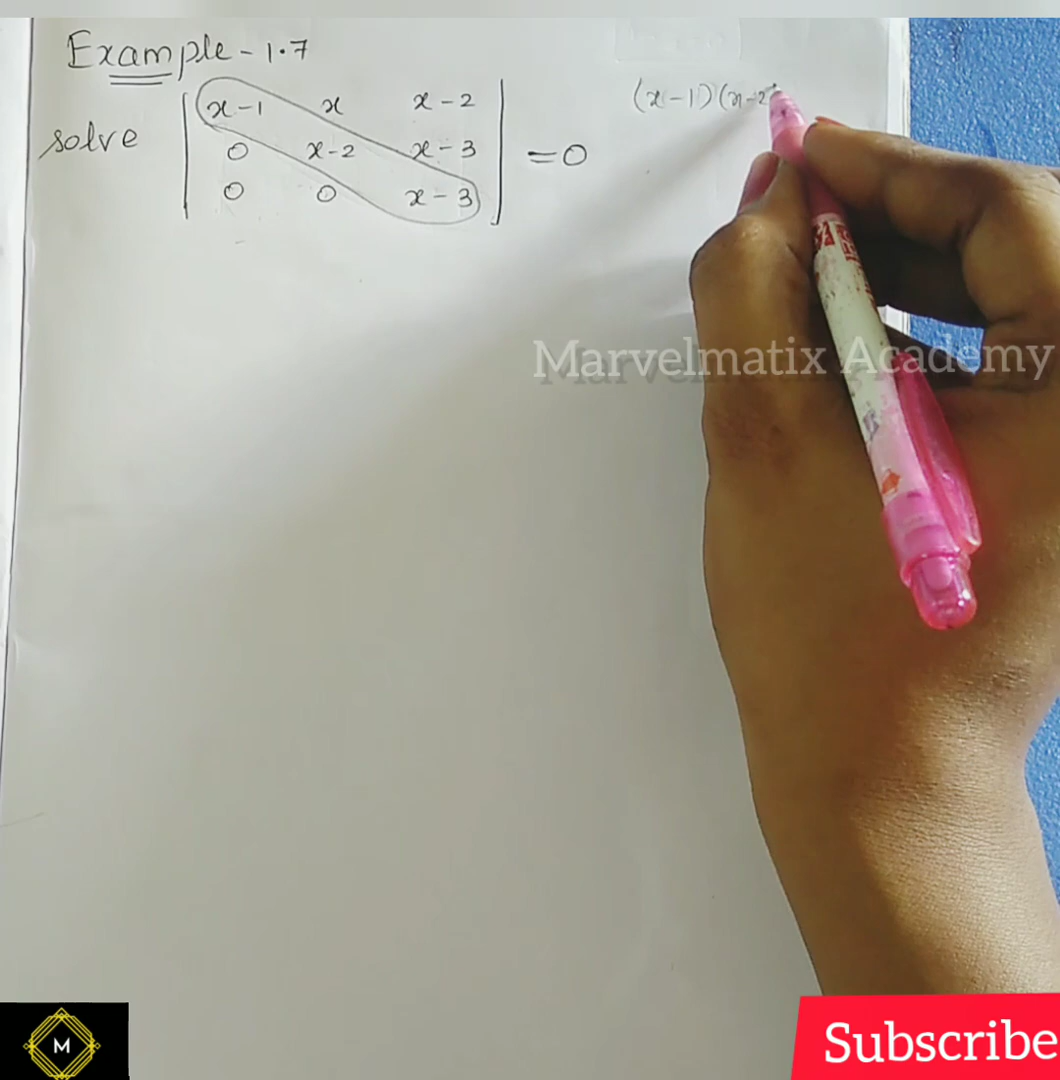 Example - 1.7
solve | x-1 x x-2 | (x-1)(x-2
| 0 x-2 x-3 | = 0
| 0 0 x-3 |
Marvelmatix Academy
M
Subscribe